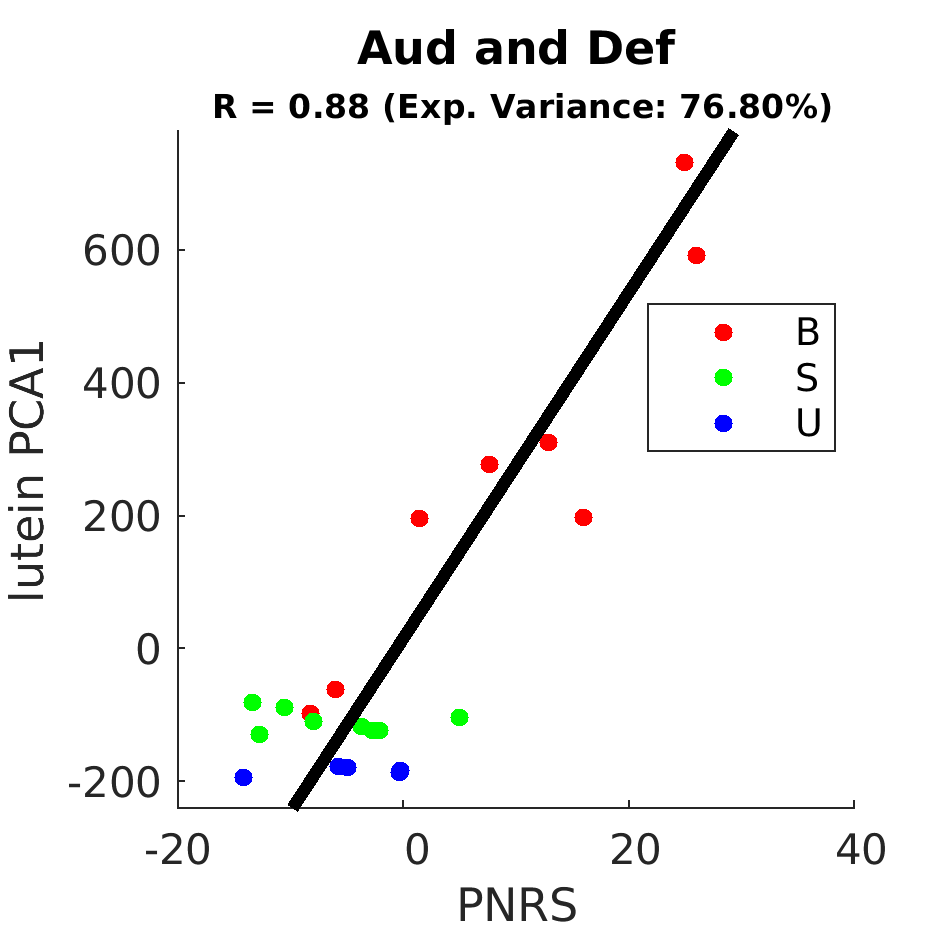 Aud and Def
R = 0.88 (Exp. Variance: 76.80%)
600
400
200
0
-200
lutein PCA1
B
S
U
-20 0 20 40
PNRS